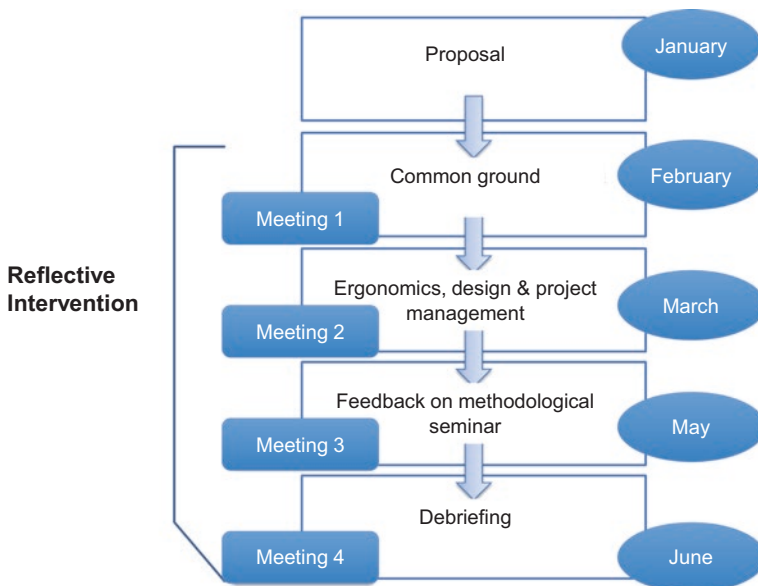 Proposal
January
Common ground
February
Meeting 1
Reflective
Intervention
Ergonomics, design & project
management
March
Meeting 2
Feedback on methodological
seminar
May
Meeting 3
Debriefing
Meeting 4
June